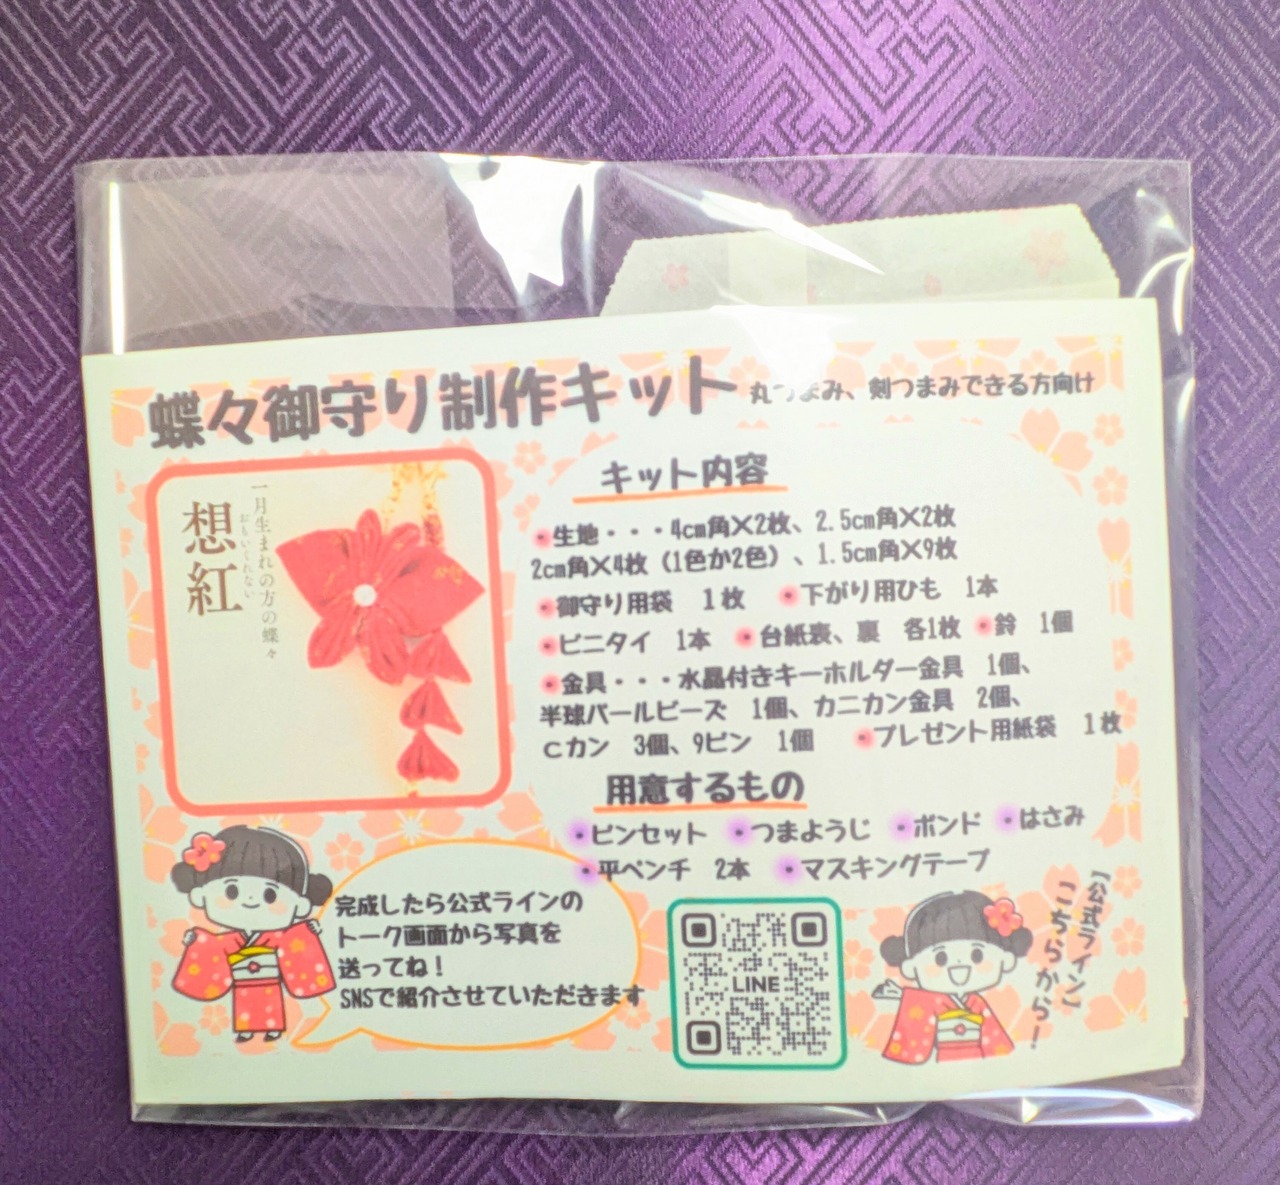 蝶々御守り制作キット 丸つまみ、剣つまみできる方向け
一月生まれの方の蝶々
おもいくれない
想紅
キット内容
・生地・・・4cm角×2枚、2.5cm角×2枚
2cm角×4枚（1色か2色）、1.5cm角×9枚
・御守り用袋 1枚 ・下がり用ひも 1本
・ビニタイ 1本 ・台紙表、裏 各1枚 ・鈴 1個
・金具・・・水晶付きキーホルダー金具 1個、
半球パールビーズ 1個、カニカン金具 2個、
Cカン 3個、9ピン 1個 ・プレゼント用紙袋 1枚
用意するもの
・ピンセット ・つまようじ ・ボンド ・はさみ
・平ペンチ 2本 ・マスキングテープ
完成したら公式ラインの
トーク画面から写真を
送ってね！
SNSで紹介させていただきます
LINE
「公式ライン」
こちらから！